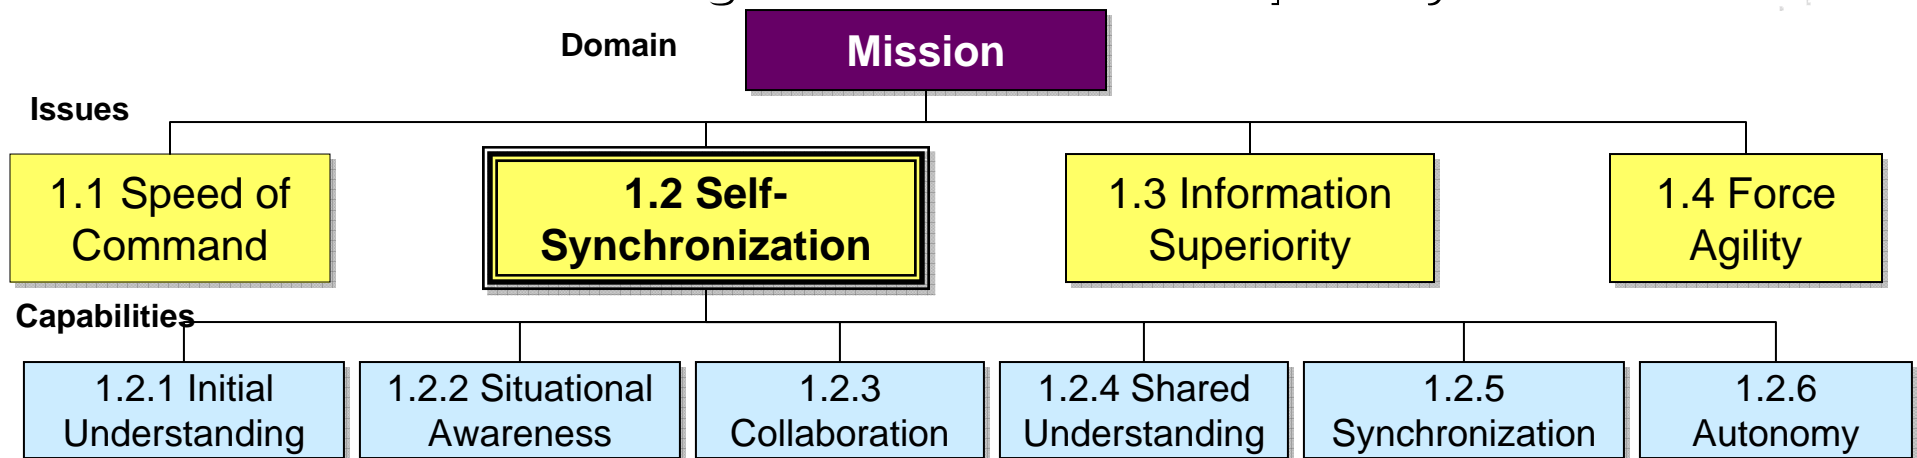 Domain
Mission
Issues
1.1 Speed of
Command
1.2 Self-
Synchronization
1.3 Information
Superiority
1.4 Force
Agility
Capabilities
1.2.1 Initial
Understanding
1.2.2 Situational
Awareness
1.2.3
Collaboration
1.2.4 Shared
Understanding
1.2.5
Synchronization
1.2.6
Autonomy